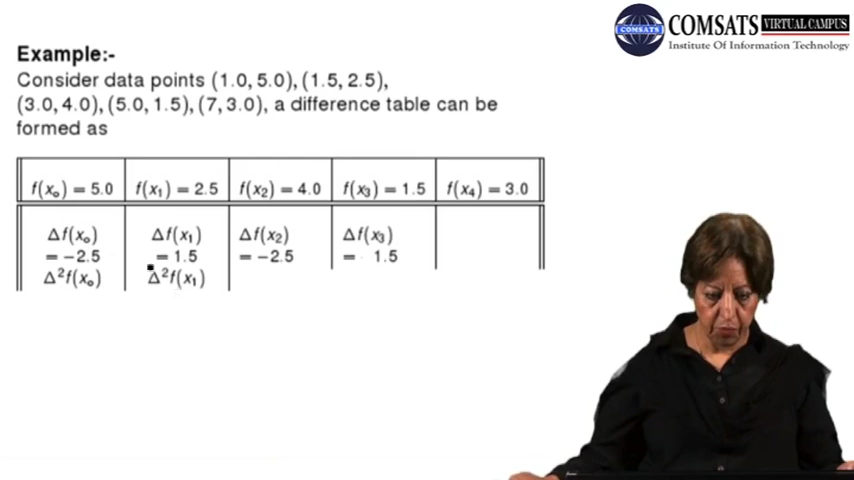 COMSATS VIRTUAL CAMPUS
COMSATS
Institute Of Information Technology
Example:-
Consider data points (1.0, 5.0), (1.5, 2.5),
(3.0, 4.0), (5.0, 1.5), (7, 3.0), a difference table can be
formed as
f(x₀) = 5.0 f(x₁) = 2.5 f(x₂) = 4.0 f(x₃) = 1.5 f(x₄) = 3.0
Δf(x₀) Δf(x₁) Δf(x₂) Δf(x₃)
= −2.5 = 1.5 = −2.5 = 1.5
Δ²f(x₀) Δ²f(x₁)